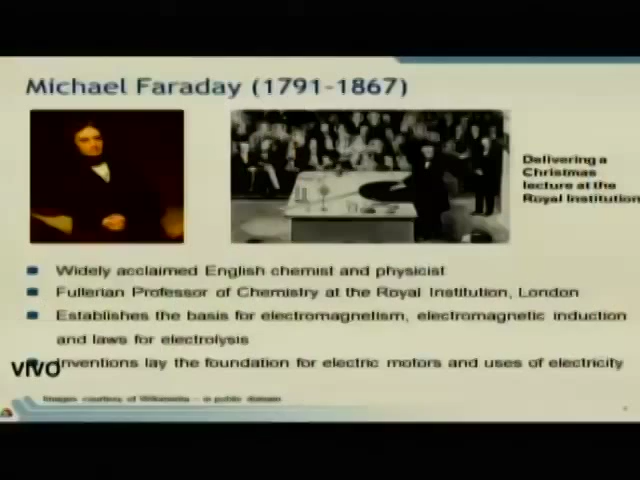 Michael Faraday (1791-1867)
Delivering a
Christmas
lecture at the
Royal Institution
Widely acclaimed English chemist and physicist
Fullerian Professor of Chemistry at the Royal Institution, London
Establishes the basis for electromagnetism, electromagnetic induction
and laws for electrolysis
Inventions lay the foundation for electric motors and uses of electricity
VIVO
Images courtesy of Wikimedia – in public domain